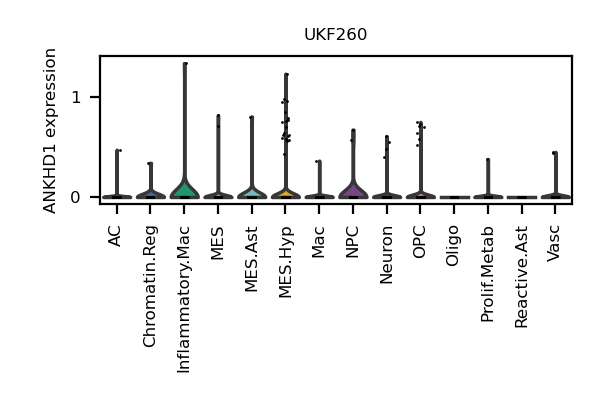 UKF260
ANKHD1 expression
1
0
AC
Chromatin.Reg
Inflammatory.Mac
MES
MES.Ast
MES.Hyp
Mac
NPC
Neuron
OPC
Oligo
Prolif.Metab
Reactive.Ast
Vasc